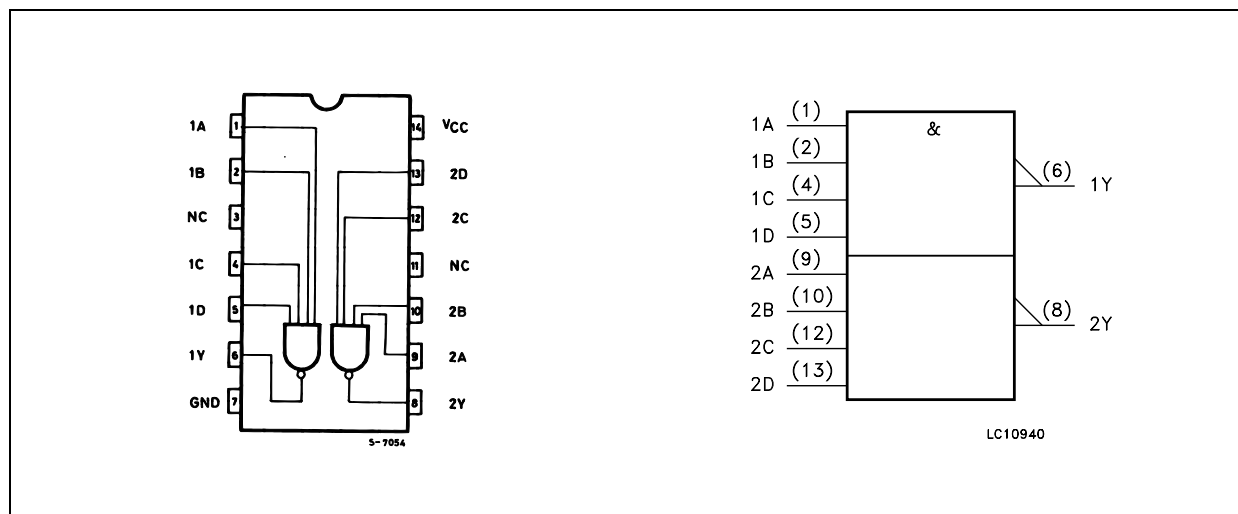 1A 1 14 VCC
1B 2 13 2D
NC 3 12 2C
1C 4 11 NC
1D 5 10 2B
1Y 6 9 2A
GND 7 8 2Y
S-7054
&
1A (1)
1B (2)
1C (4)
1D (5)
2A (9)
2B (10)
2C (12)
2D (13)
(6) 1Y
(8) 2Y
LC10940